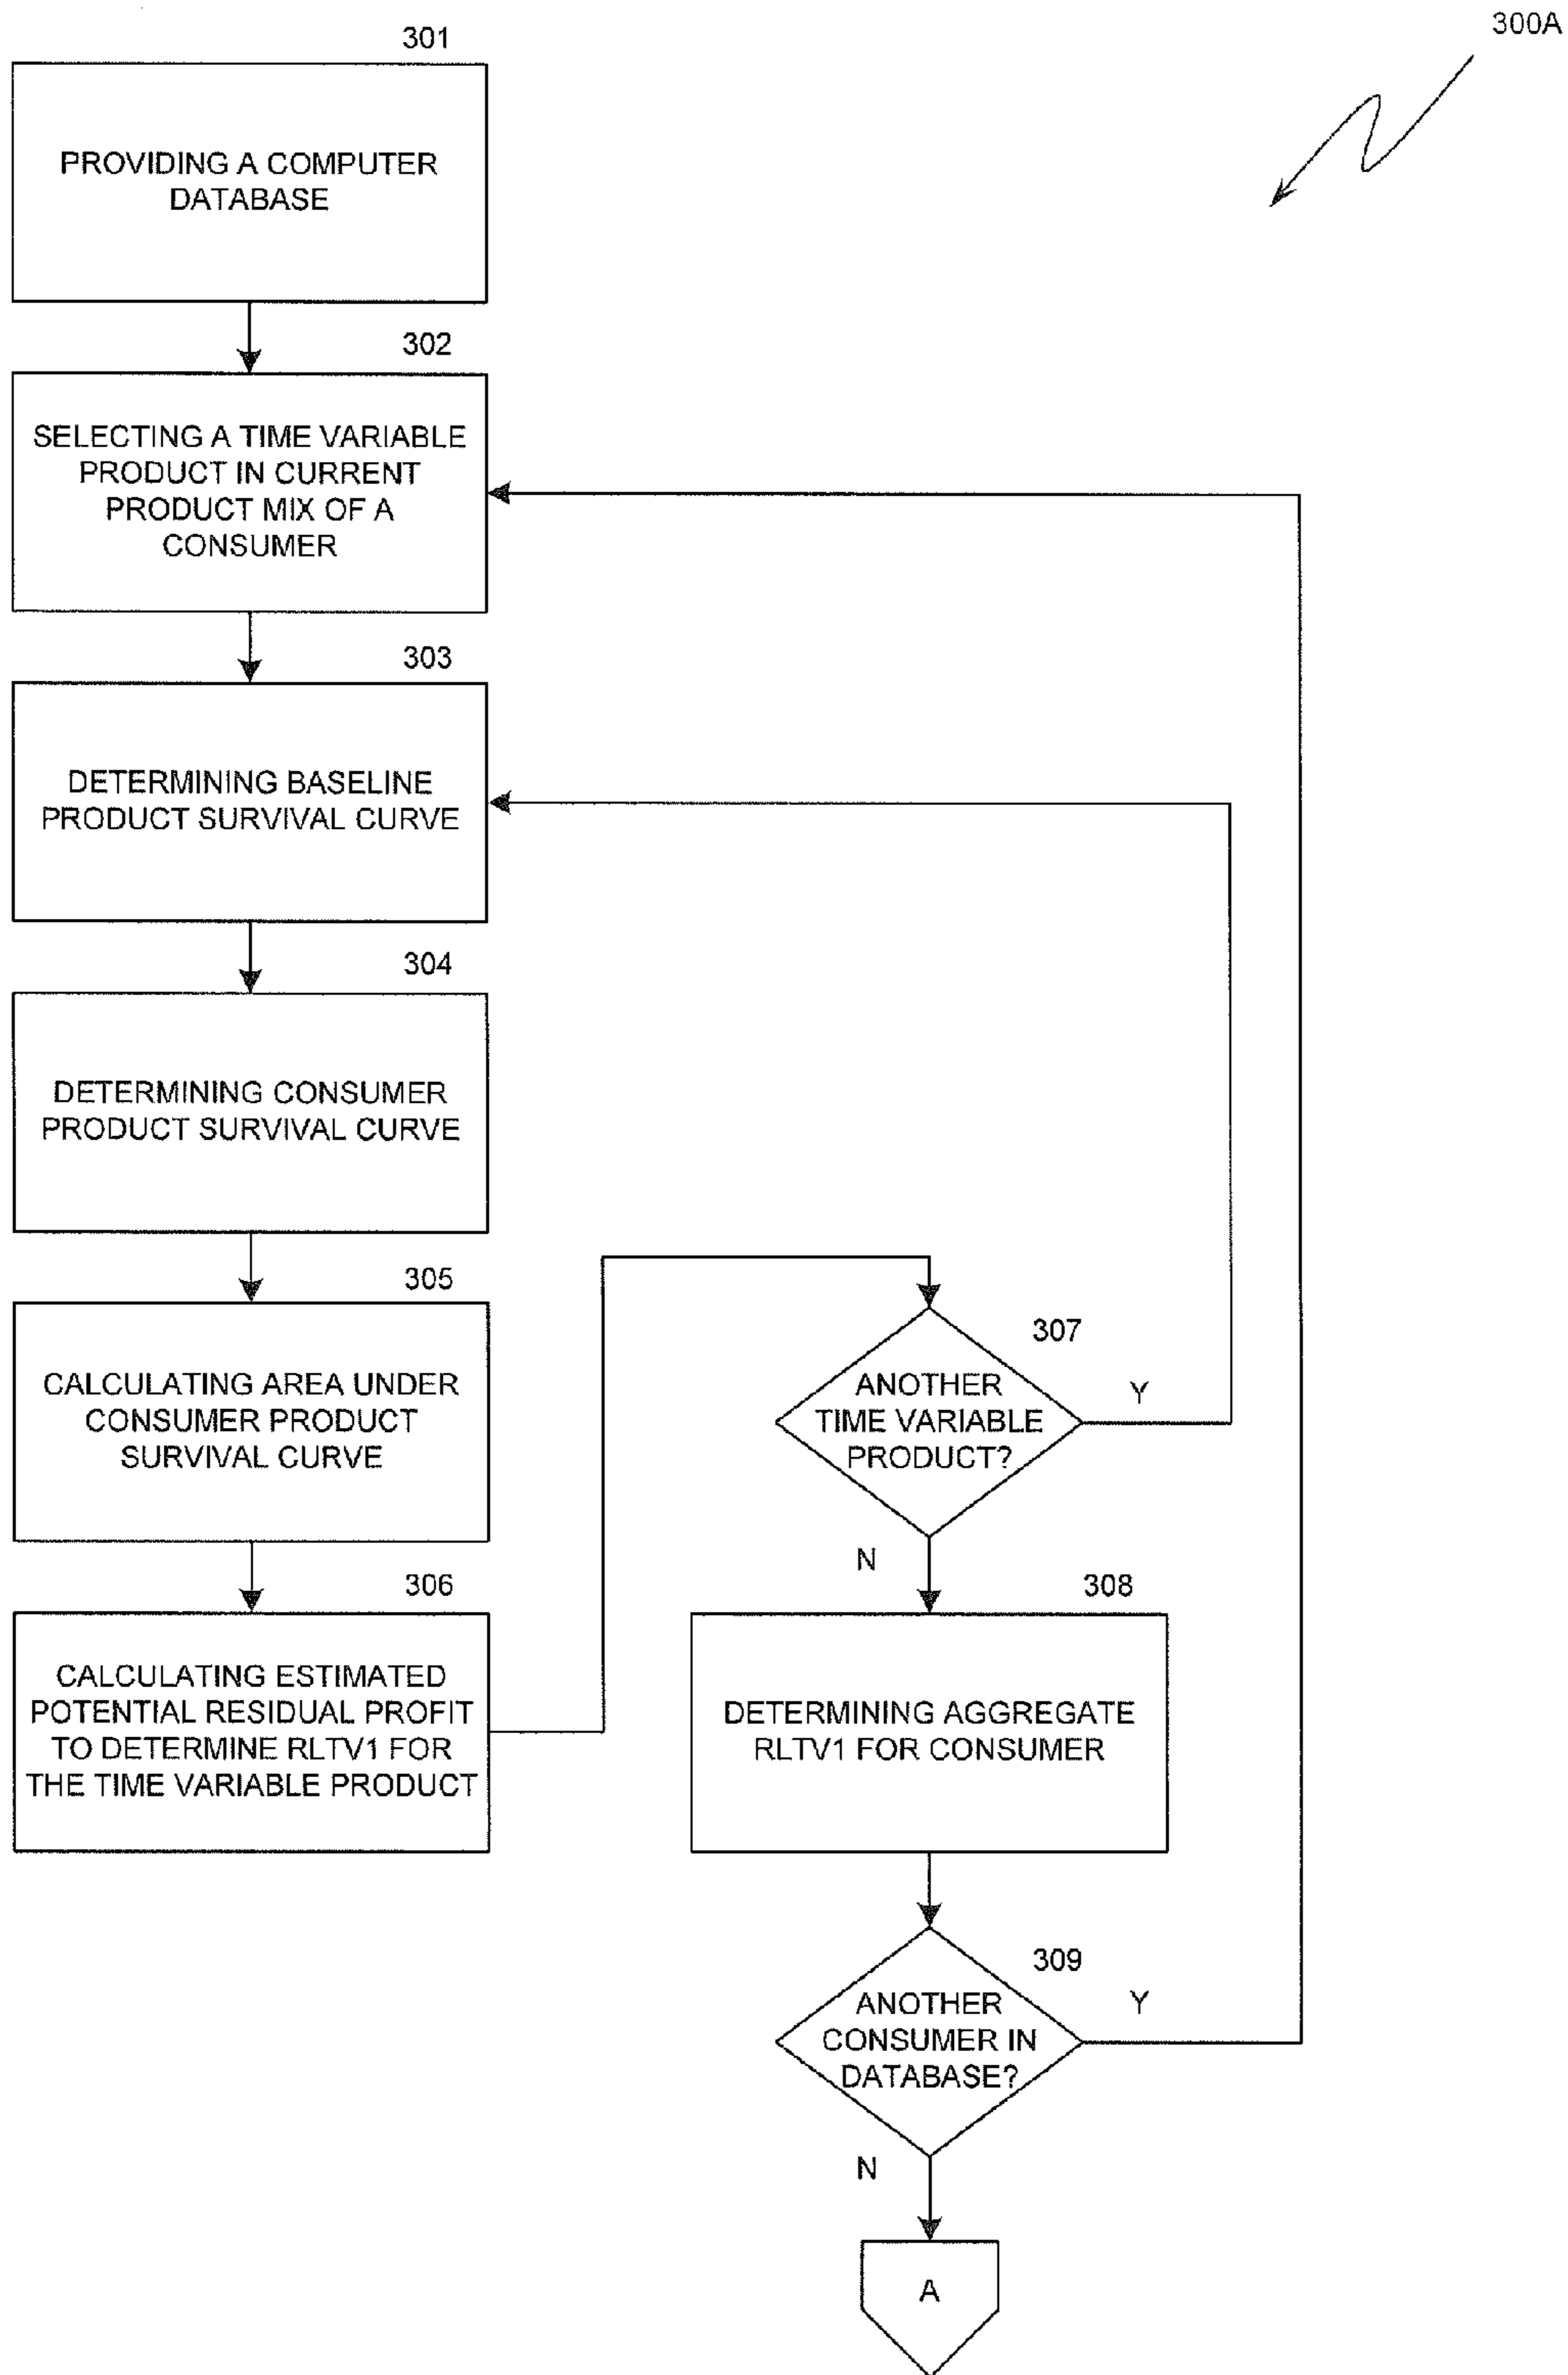 300A
301
PROVIDING A COMPUTER
DATABASE
302
SELECTING A TIME VARIABLE
PRODUCT IN CURRENT
PRODUCT MIX OF A
CONSUMER
303
DETERMINING BASELINE
PRODUCT SURVIVAL CURVE
304
DETERMINING CONSUMER
PRODUCT SURVIVAL CURVE
305
CALCULATING AREA UNDER
CONSUMER PRODUCT
SURVIVAL CURVE
306
CALCULATING ESTIMATED
POTENTIAL RESIDUAL PROFIT
TO DETERMINE RLTV1 FOR
THE TIME VARIABLE PRODUCT
307
ANOTHER
TIME VARIABLE
PRODUCT?
Y
N
308
DETERMINING AGGREGATE
RLTV1 FOR CONSUMER
309
ANOTHER
CONSUMER IN
DATABASE?
Y
N
A